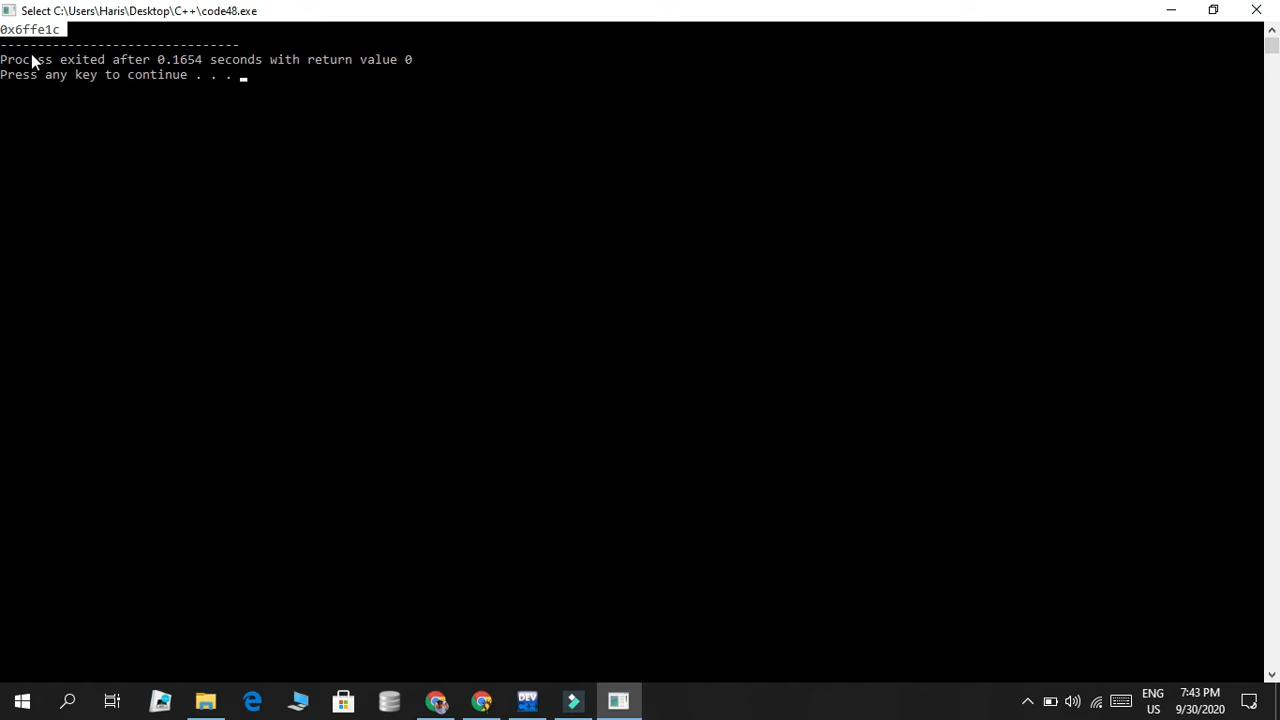 Select C:\Users\Haris\Desktop\C++\code48.exe
0x6ffe1c
--------------------------------
Process exited after 0.1654 seconds with return value 0
Press any key to continue . . .
DEV
ENG
US
7:43 PM
9/30/2020